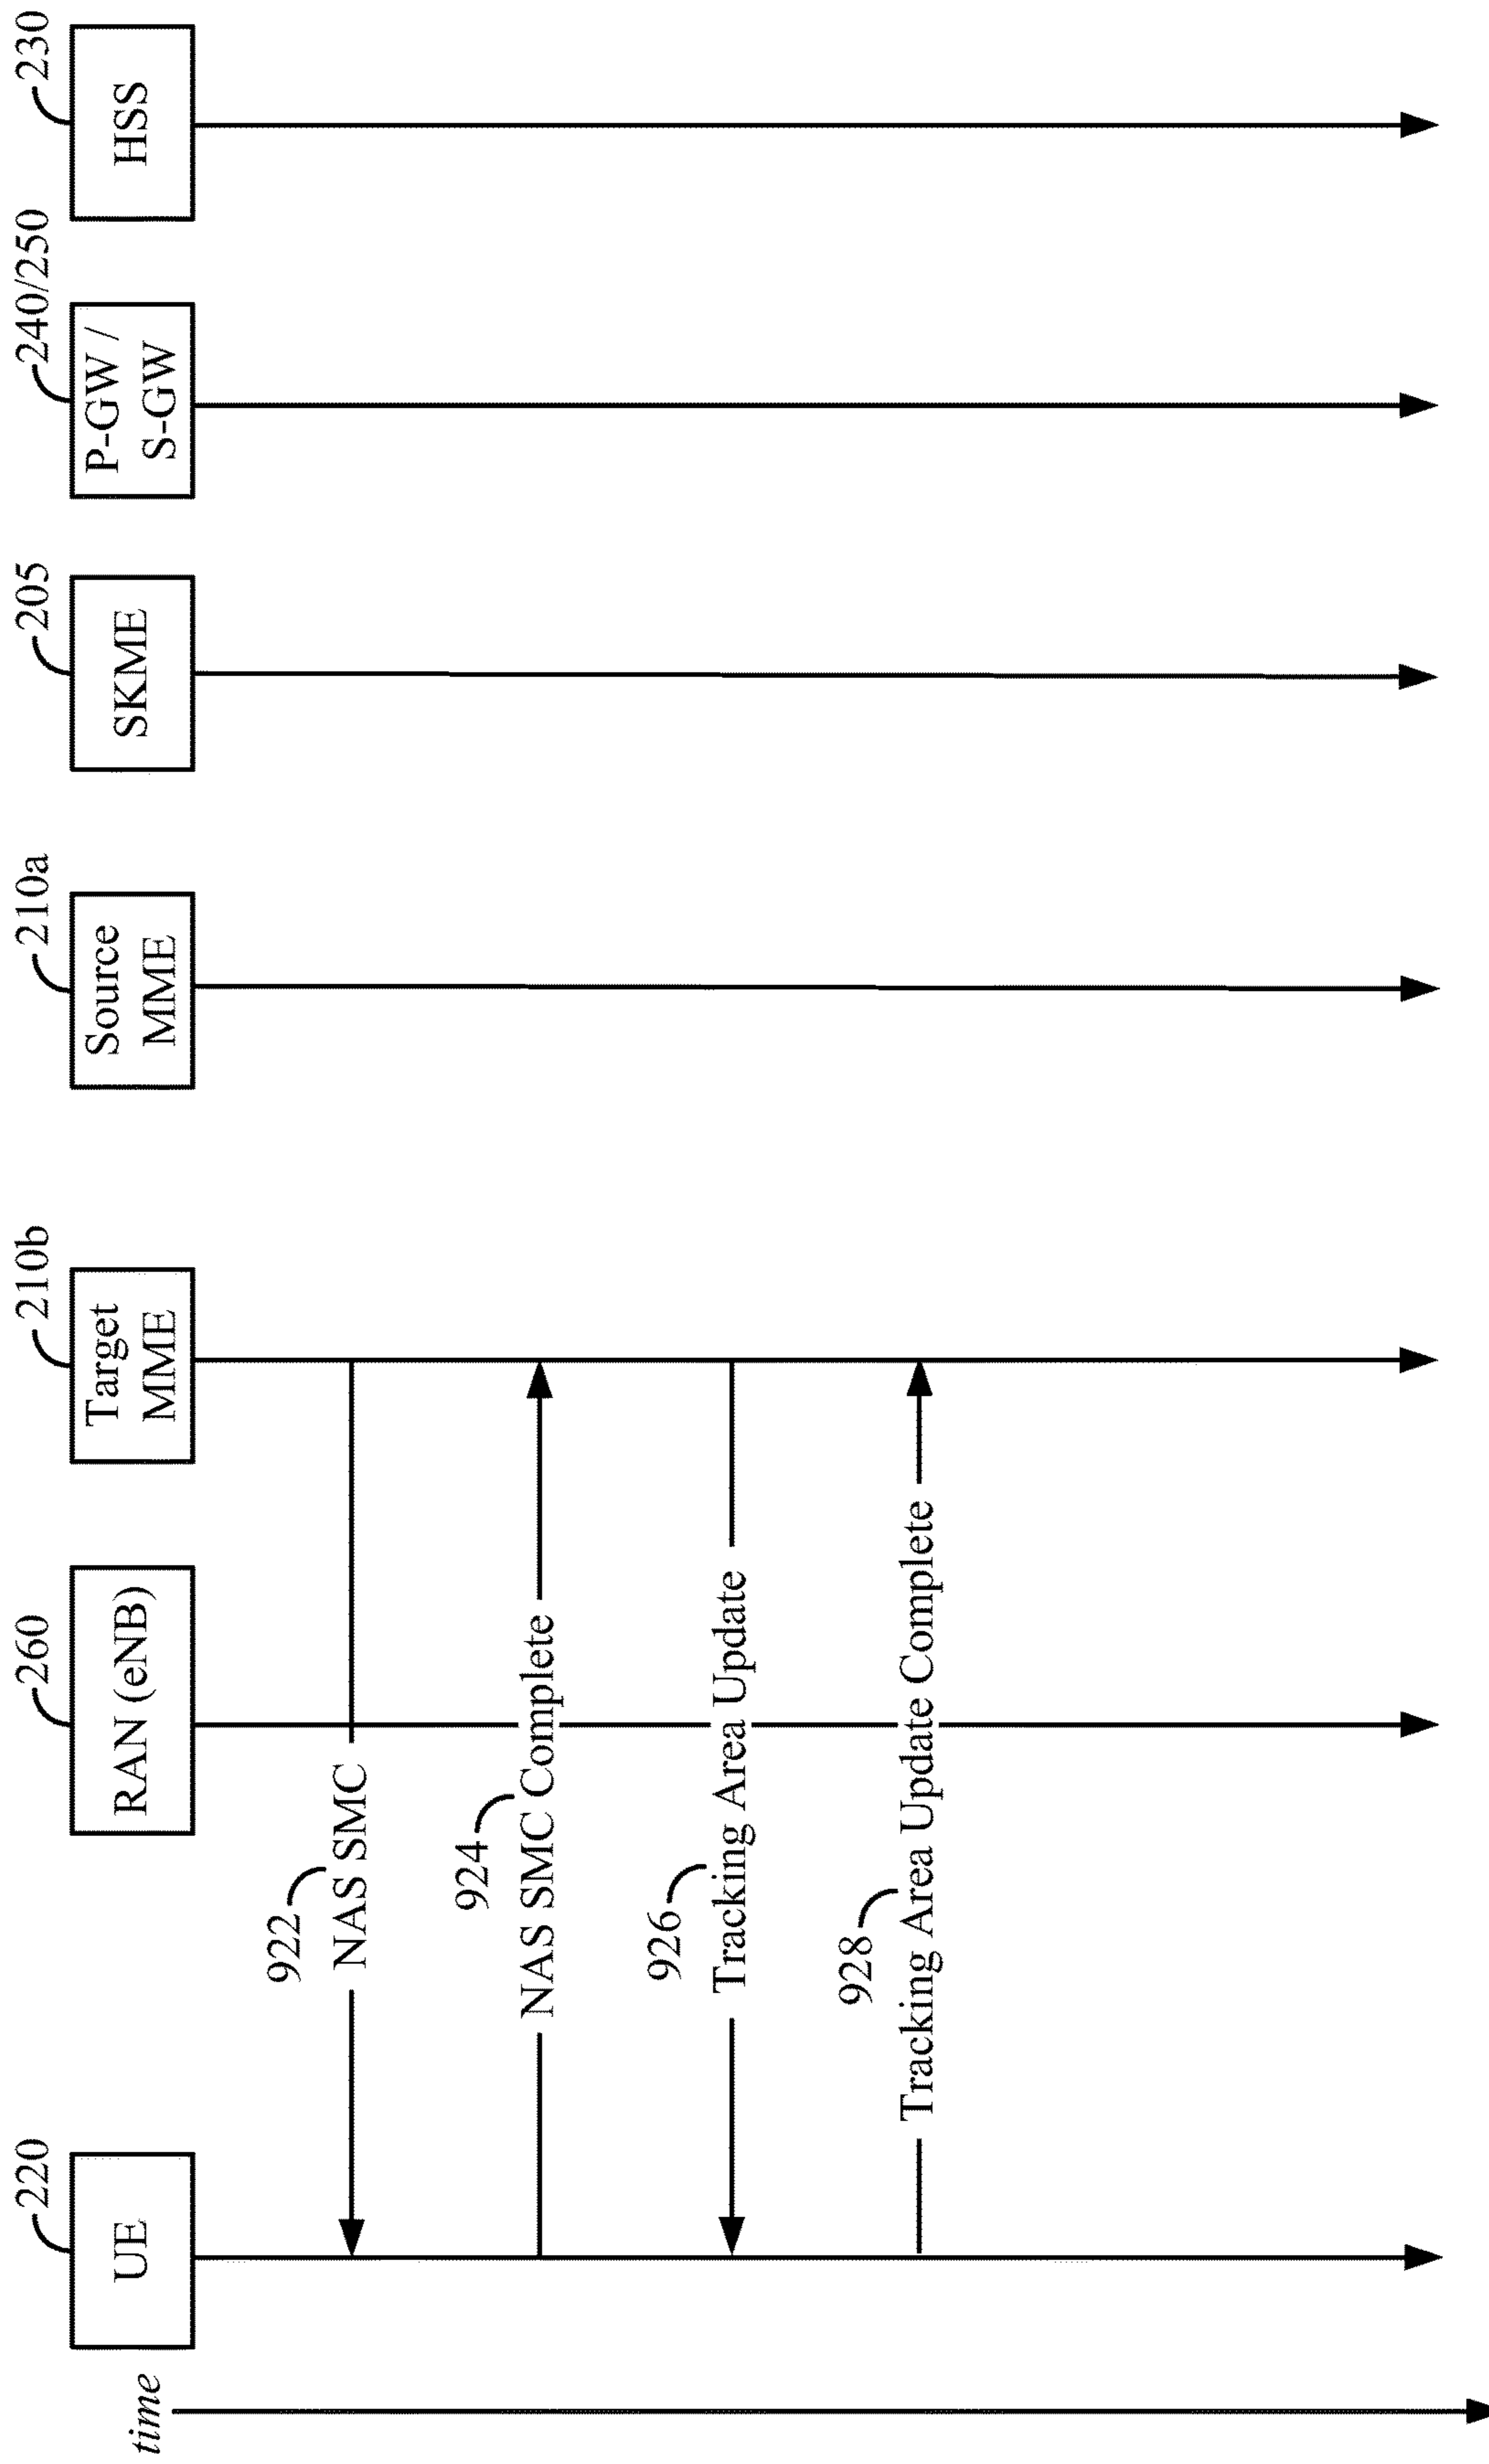 220
260
210b
210a
205
240/250
230
time
UE
RAN (eNB)
Target
MME
Source
MME
SKME
P-GW /
S-GW
HSS
922
NAS SMC
924
NAS SMC Complete
926
Tracking Area Update
928
Tracking Area Update Complete